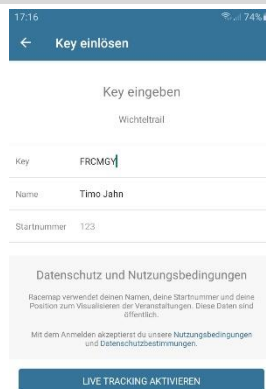 17:16
74%
Key einlösen
Key eingeben
Wichteltrail
Key FRCMGY
Name Timo Jahn
Startnummer 123
Datenschutz und Nutzungsbedingungen
Racemap verwendet deinen Namen, deine Startnummer und deine
Position zum Visualisieren der Veranstaltungen. Diese Daten sind
öffentlich.
Mit dem Anmelden akzeptierst du unsere Nutzungsbedingungen
und Datenschutzbestimmungen.
LIVE TRACKING AKTIVIEREN